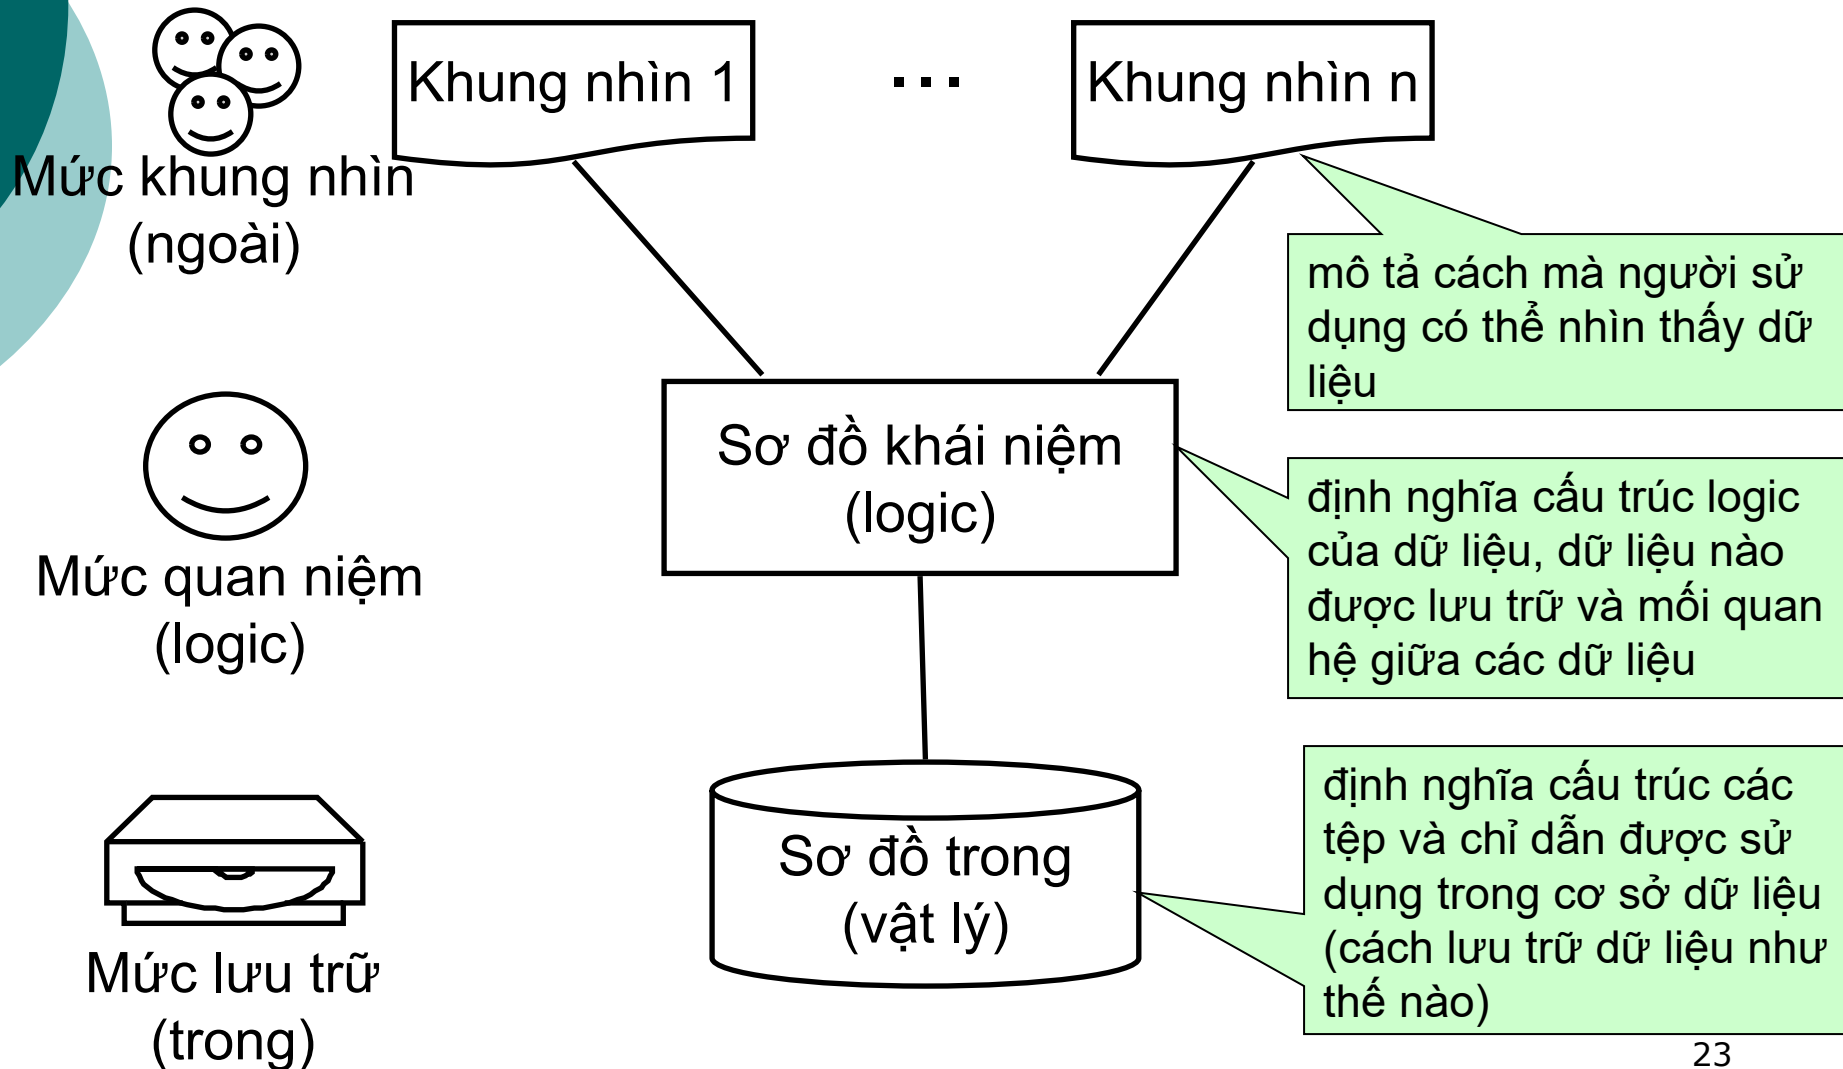 Khung nhìn 1
...
Khung nhìn n
Mức khung nhìn
(ngoài)
mô tả cách mà người sử
dụng có thể nhìn thấy dữ
liệu
Sơ đồ khái niệm
(logic)
Mức quan niệm
(logic)
định nghĩa cấu trúc logic
của dữ liệu, dữ liệu nào
được lưu trữ và mối quan
hệ giữa các dữ liệu
Sơ đồ trong
(vật lý)
Mức lưu trữ
(trong)
định nghĩa cấu trúc các
tệp và chỉ dẫn được sử
dụng trong cơ sở dữ liệu
(cách lưu trữ dữ liệu như
thế nào)
23